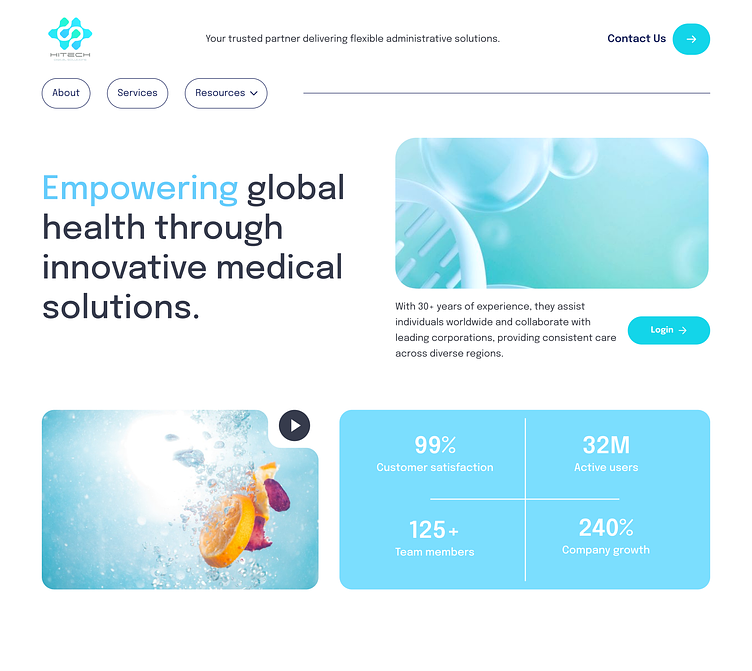 HITECH
Your trusted partner delivering flexible administrative solutions.
Contact Us
About
Services
Resources
Empowering global
health through
innovative medical
solutions.
With 30+ years of experience, they assist
individuals worldwide and collaborate with
leading corporations, providing consistent care
across diverse regions.
Login
99%
Customer satisfaction
32M
Active users
125+
Team members
240%
Company growth